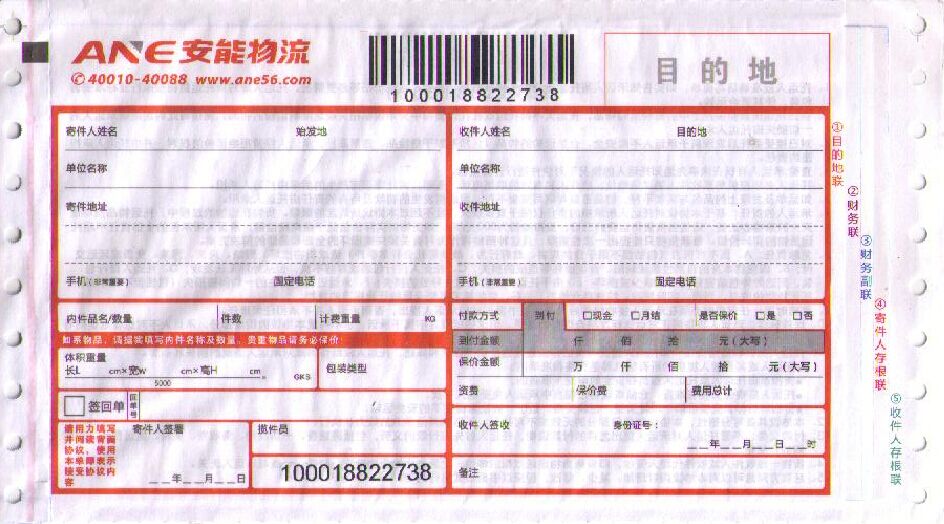 ANE 安能物流
✆40010-40088 www.ane56.com
100018822738
目的地
寄件人姓名 始发地
单位名称
寄件地址
手机（非常重要） 固定电话
收件人姓名 目的地
单位名称
收件地址
手机（非常重要） 固定电话
内件品名/数量 件数 计费重量 KG
如系物品，请据实填写内件名称及数量，贵重物品请务必保价
体积重量
长L cm×宽W cm×高H cm
5000 GKS
包装类型
签回单 回单号
请用力填写
并阅读背面
协议，使用
本单即表示
接受协议内
容
寄件人签署
__年__月__日
揽件员
100018822738
付款方式 到付 □现金 □月结 是否保价 □是 □否
到付金额 仟 佰 拾 元（大写）
保价金额 万 仟 佰 拾 元（大写）
资费 保价费 费用总计
收件人签收 身份证号：
__年__月__日__时
备注
①目的地联
②财务联
③财务副联
④寄件人存根联
⑤收件人存根联